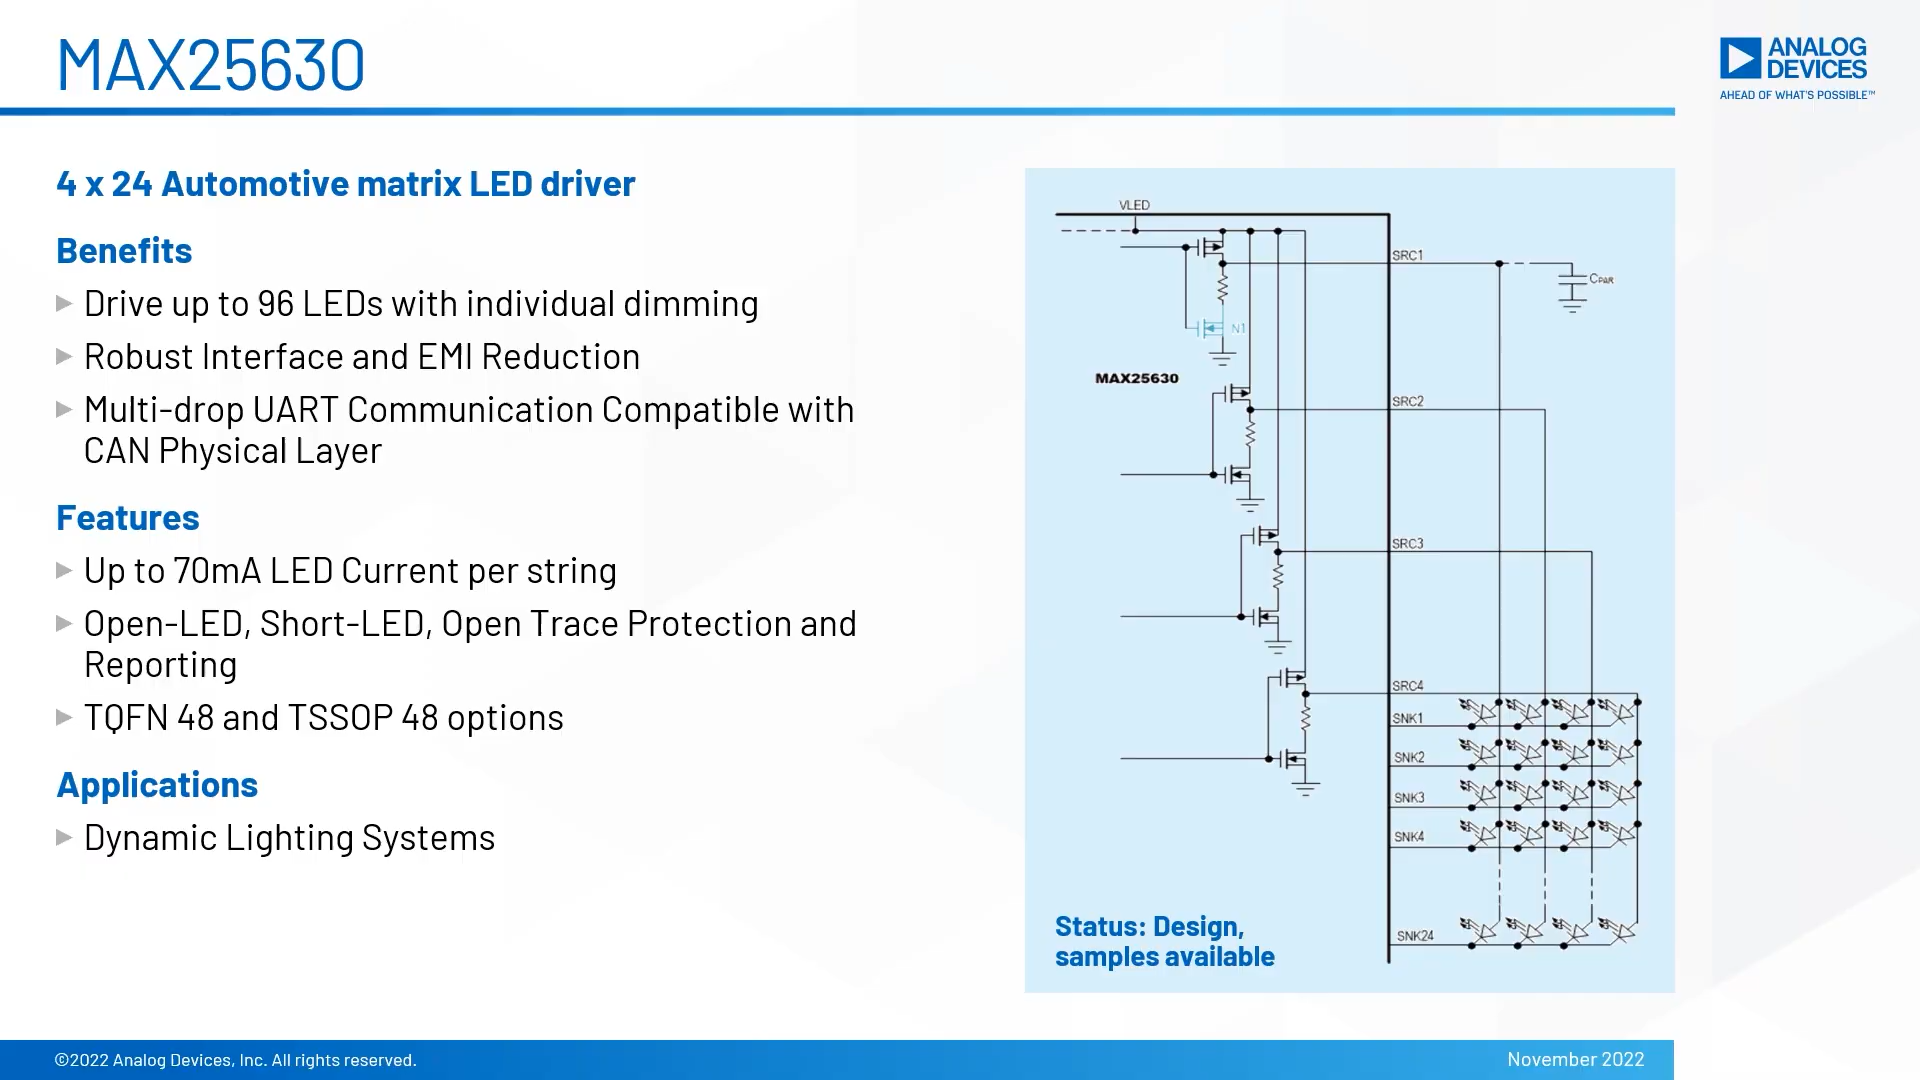 MAX25630
ANALOG
DEVICES
AHEAD OF WHAT'S POSSIBLE™
4 x 24 Automotive matrix LED driver
Benefits
Drive up to 96 LEDs with individual dimming
Robust Interface and EMI Reduction
Multi-drop UART Communication Compatible with
CAN Physical Layer
Features
Up to 70mA LED Current per string
Open-LED, Short-LED, Open Trace Protection and
Reporting
TQFN 48 and TSSOP 48 options
Applications
Dynamic Lighting Systems
VLED
SRC1
CPAR
N1
MAX25630
SRC2
SRC3
SRC4
SNK1
SNK2
SNK3
SNK4
SNK24
Status: Design,
samples available
©2022 Analog Devices, Inc. All rights reserved.
November 2022